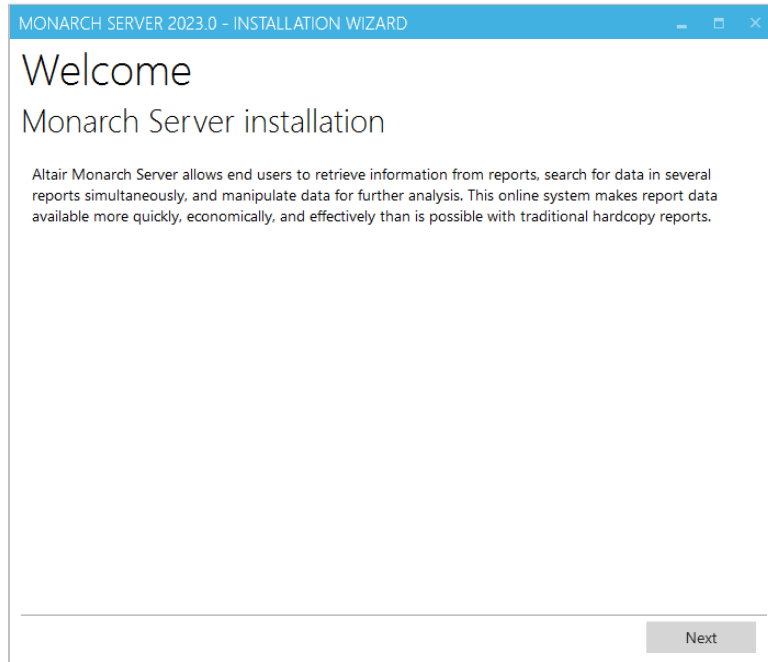 MONARCH SERVER 2023.0 - INSTALLATION WIZARD
Welcome
Monarch Server installation
Altair Monarch Server allows end users to retrieve information from reports, search for data in several
reports simultaneously, and manipulate data for further analysis. This online system makes report data
available more quickly, economically, and effectively than is possible with traditional hardcopy reports.
Next